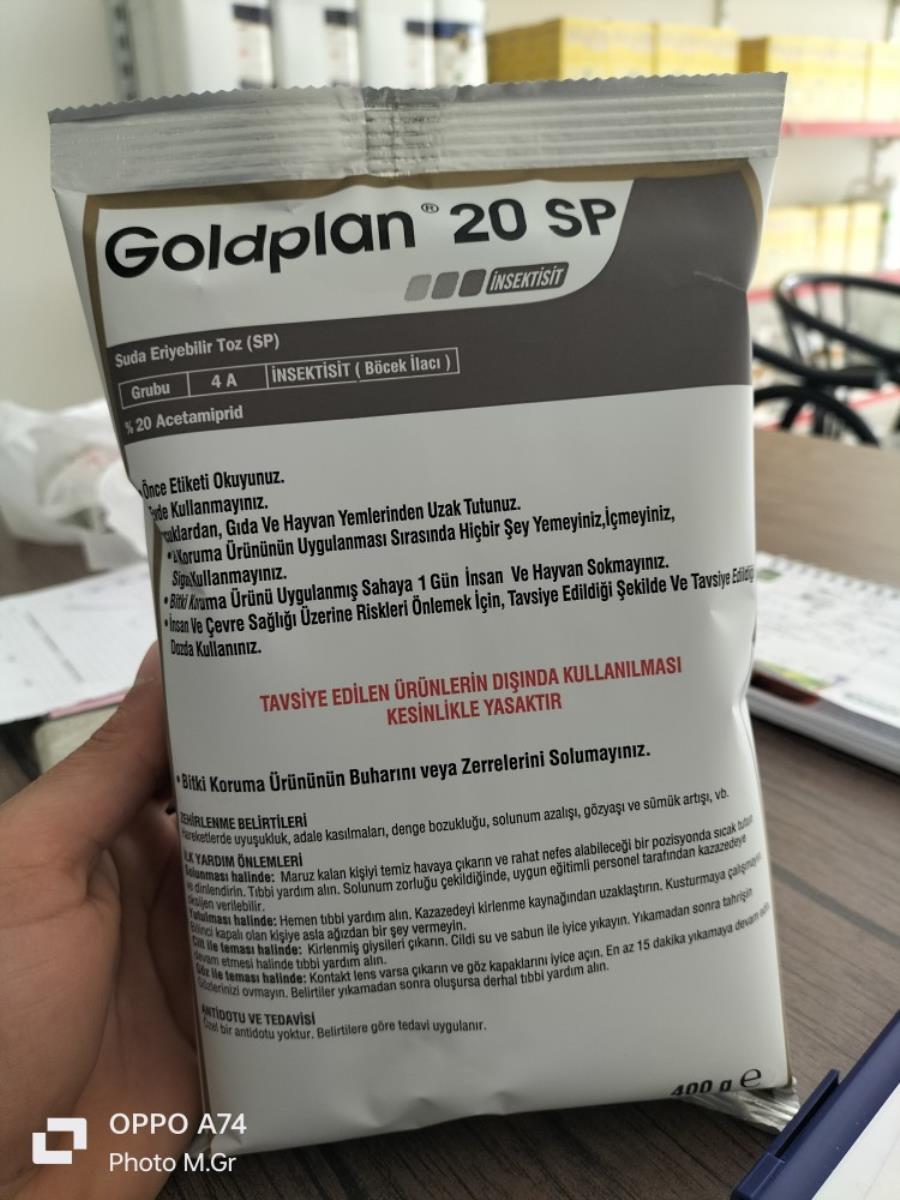 Goldplan® 20 SP
İNSEKTİSİT
Suda Eriyebilir Toz (SP)
Grubu 4 A İNSEKTİSİT ( Böcek İlacı )
% 20 Acetamiprid
Önce Etiketi Okuyunuz.
Kullanmayınız.
Gıda Ve Hayvan Yemlerinden Uzak Tutunuz.
Koruma Ürününün Uygulanması Sırasında Hiçbir Şey Yemeyiniz,İçmeyiniz,
Kullanmayınız.
• Bitki Koruma Ürünü Uygulanmış Sahaya 1 Gün İnsan Ve Hayvan Sokmayınız.
• İnsan Ve Çevre Sağlığı Üzerine Riskleri Önlemek İçin, Tavsiye Edildiği Şekilde Ve Tavsiye Edildiği
Dozda Kullanınız.
TAVSİYE EDİLEN ÜRÜNLERİN DIŞINDA KULLANILMASI
KESİNLİKLE YASAKTIR
• Bitki Koruma Ürününün Buharını veya Zerrelerini Solumayınız.
ZEHİRLENME BELİRTİLERİ
Hareketlerde uyuşukluk, adale kasılmaları, denge bozukluğu, solunum azalışı, gözyaşı ve sümük artışı, vb.
İLK YARDIM ÖNLEMLERİ
Solunması halinde: Maruz kalan kişiyi temiz havaya çıkarın ve rahat nefes alabileceği bir pozisyonda sıcak tutun
ve dinlendirin. Tıbbi yardım alın. Solunum zorluğu çekildiğinde, uygun eğitimli personel tarafından kazazedeye
oksijen verilebilir.
Yutulması halinde: Hemen tıbbi yardım alın. Kazazedeyi kirlenme kaynağından uzaklaştırın. Kusturmaya çalışmayın.
Bilinci kapalı olan kişiye asla ağızdan bir şey vermeyin.
Cilt ile teması halinde: Kirlenmiş giysileri çıkarın. Cildi su ve sabun ile iyice yıkayın. Yıkamadan sonra tahrişin
devam etmesi halinde tıbbi yardım alın.
Göz ile teması halinde: Kontakt lens varsa çıkarın ve göz kapaklarını iyice açın. En az 15 dakika yıkamaya devam edin.
Gözlerinizi ovmayın. Belirtiler yıkamadan sonra oluşursa derhal tıbbi yardım alın.
ANTİDOTU VE TEDAVİSİ
Özel bir antidotu yoktur. Belirtilere göre tedavi uygulanır.
400 g e
OPPO A74
Photo M.Gr